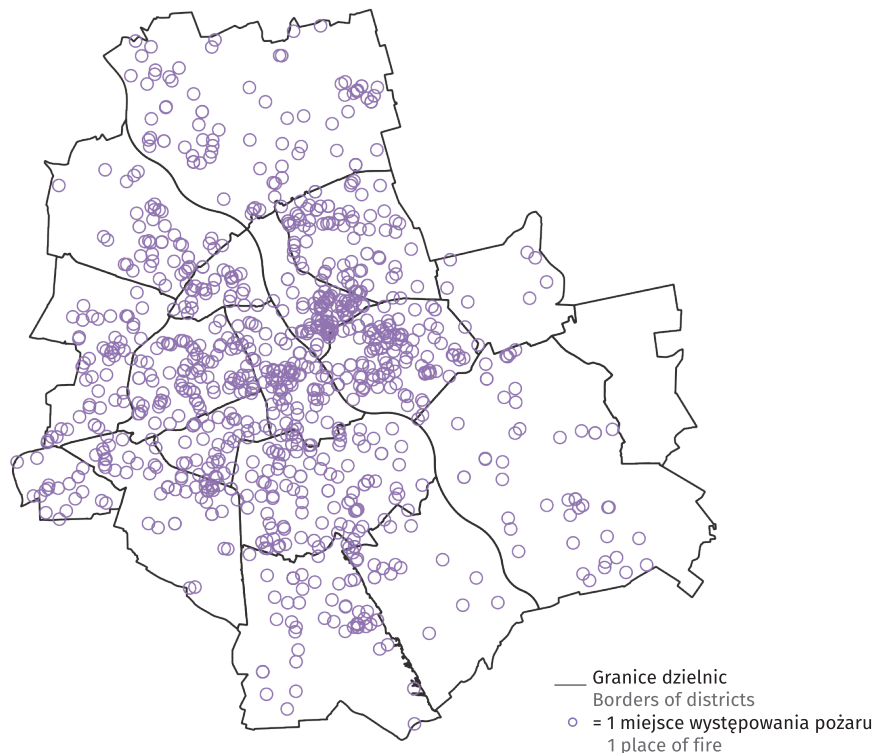 Granice dzielnic
Borders of districts
= 1 miejsce występowania pożaru
1 place of fire